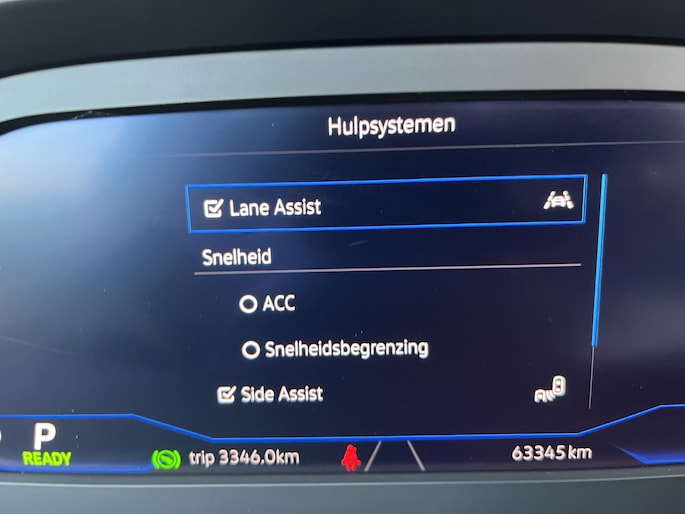 Hulpsystemen
Lane Assist
Snelheid
ACC
Snelheidsbegrenzing
Side Assist
P
READY
trip 3346.0km
63345 km